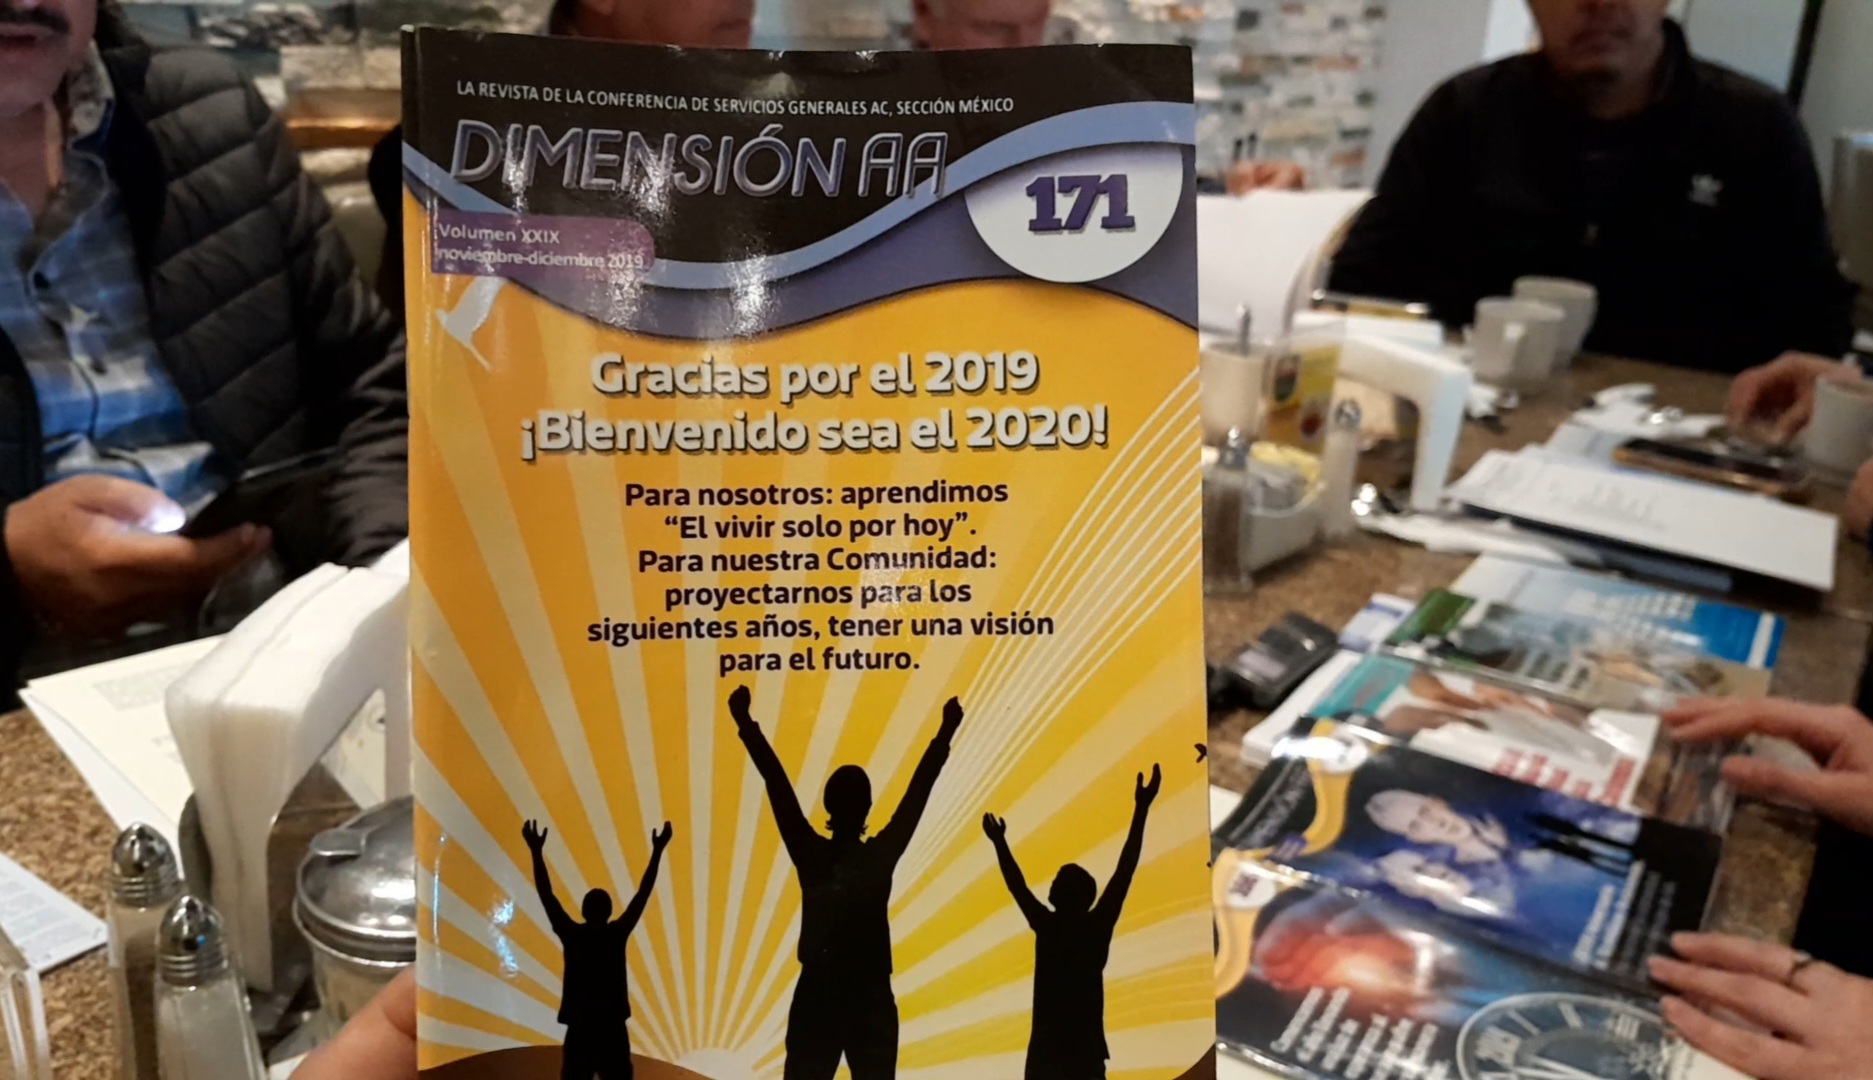 LA REVISTA DE LA CONFERENCIA DE SERVICIOS GENERALES AC, SECCIÓN MÉXICO
DIMENSIÓN AA
171
Volumen XXIX
noviembre-diciembre 2019
Gracias por el 2019
¡Bienvenido sea el 2020!
Para nosotros: aprendimos
“El vivir solo por hoy”.
Para nuestra Comunidad:
proyectarnos para los
siguientes años, tener una visión
para el futuro.